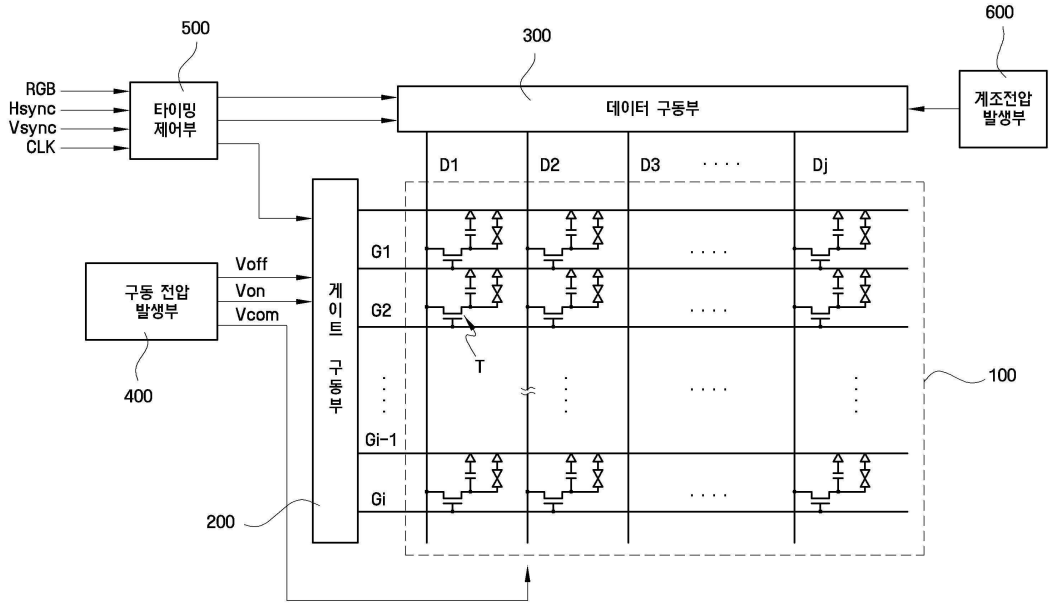 500
600
300
RGB
Hsync
Vsync
CLK
타이밍
제어부
데이터 구동부
계조전압
발생부
D1 D2 D3 ···· Dj
G1 ····
구동 전압
발생부
Voff
Von
Vcom
게이트 구동부
G2 ····
T
400
100
Gi-1
Gi ····
200